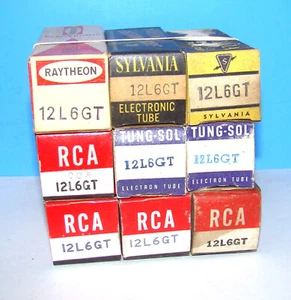 RAYTHEON
12L6GT
SYLVANIA
12L6GT
ELECTRONIC
TUBE
S
12L6GT
SYLVANIA
RCA
12L6GT
TUNG-SOL
12L6GT
ELECTRON TUBE
TUNG-SOL
12L6GT
ELECTRON TUBE
RCA
12L6GT
RCA
12L6GT
RCA
12L6GT